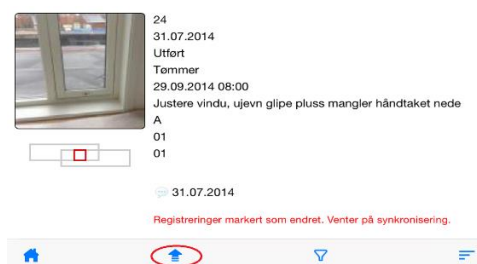 24
31.07.2014
Utført
Tømmer
29.09.2014 08:00
Justere vindu, ujevn glipe pluss mangler håndtaket nede
A
01
01
31.07.2014
Registreringer markert som endret. Venter på synkronisering.